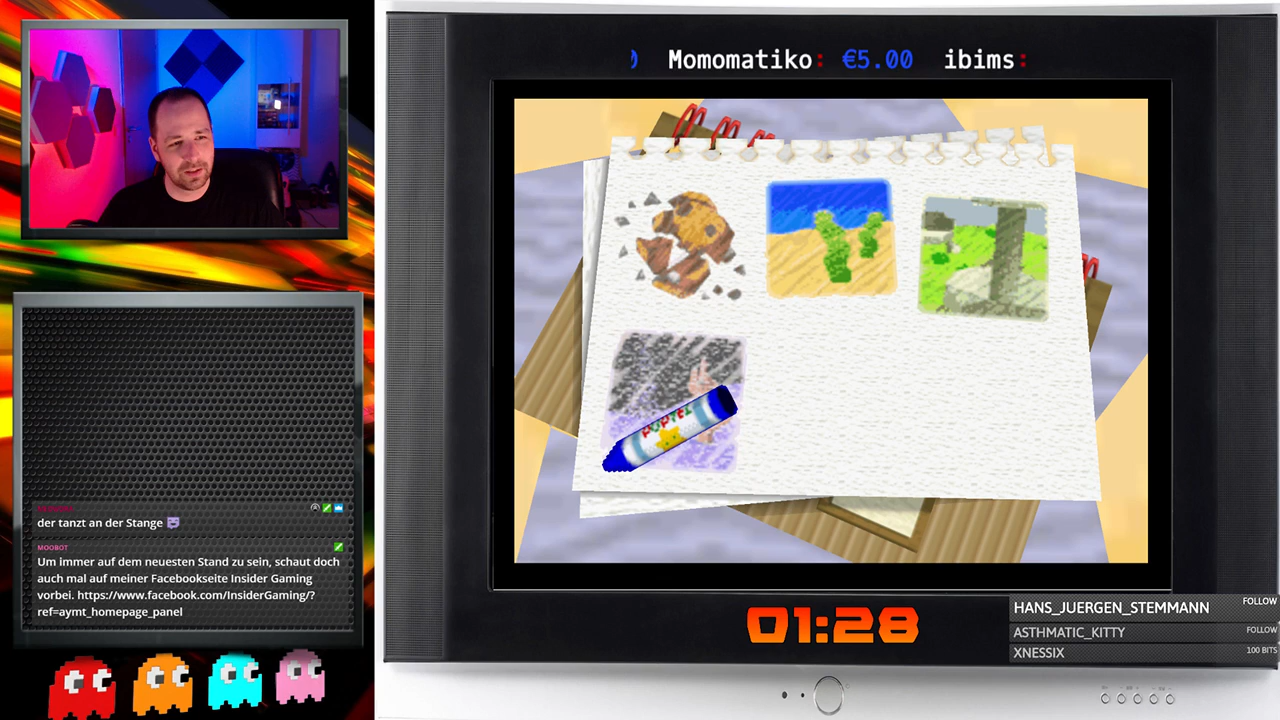 Momomatiko: €5.00 ibims:
der tanzt an der Stange
MOOBOT
Um immer auf dem neuesten Stand zu sein, schaut doch
auch mal auf meine Facebookseite Insider Gaming
vorbei. https://www.facebook.com/InsiderGaming/?
ref=aymt_homepage_panel
01:28
HANS_JUERGEN_STEMMANN FOLLOW
ASTHMATIC_KITTY FOLLOW
XNESSIX 100 BITS